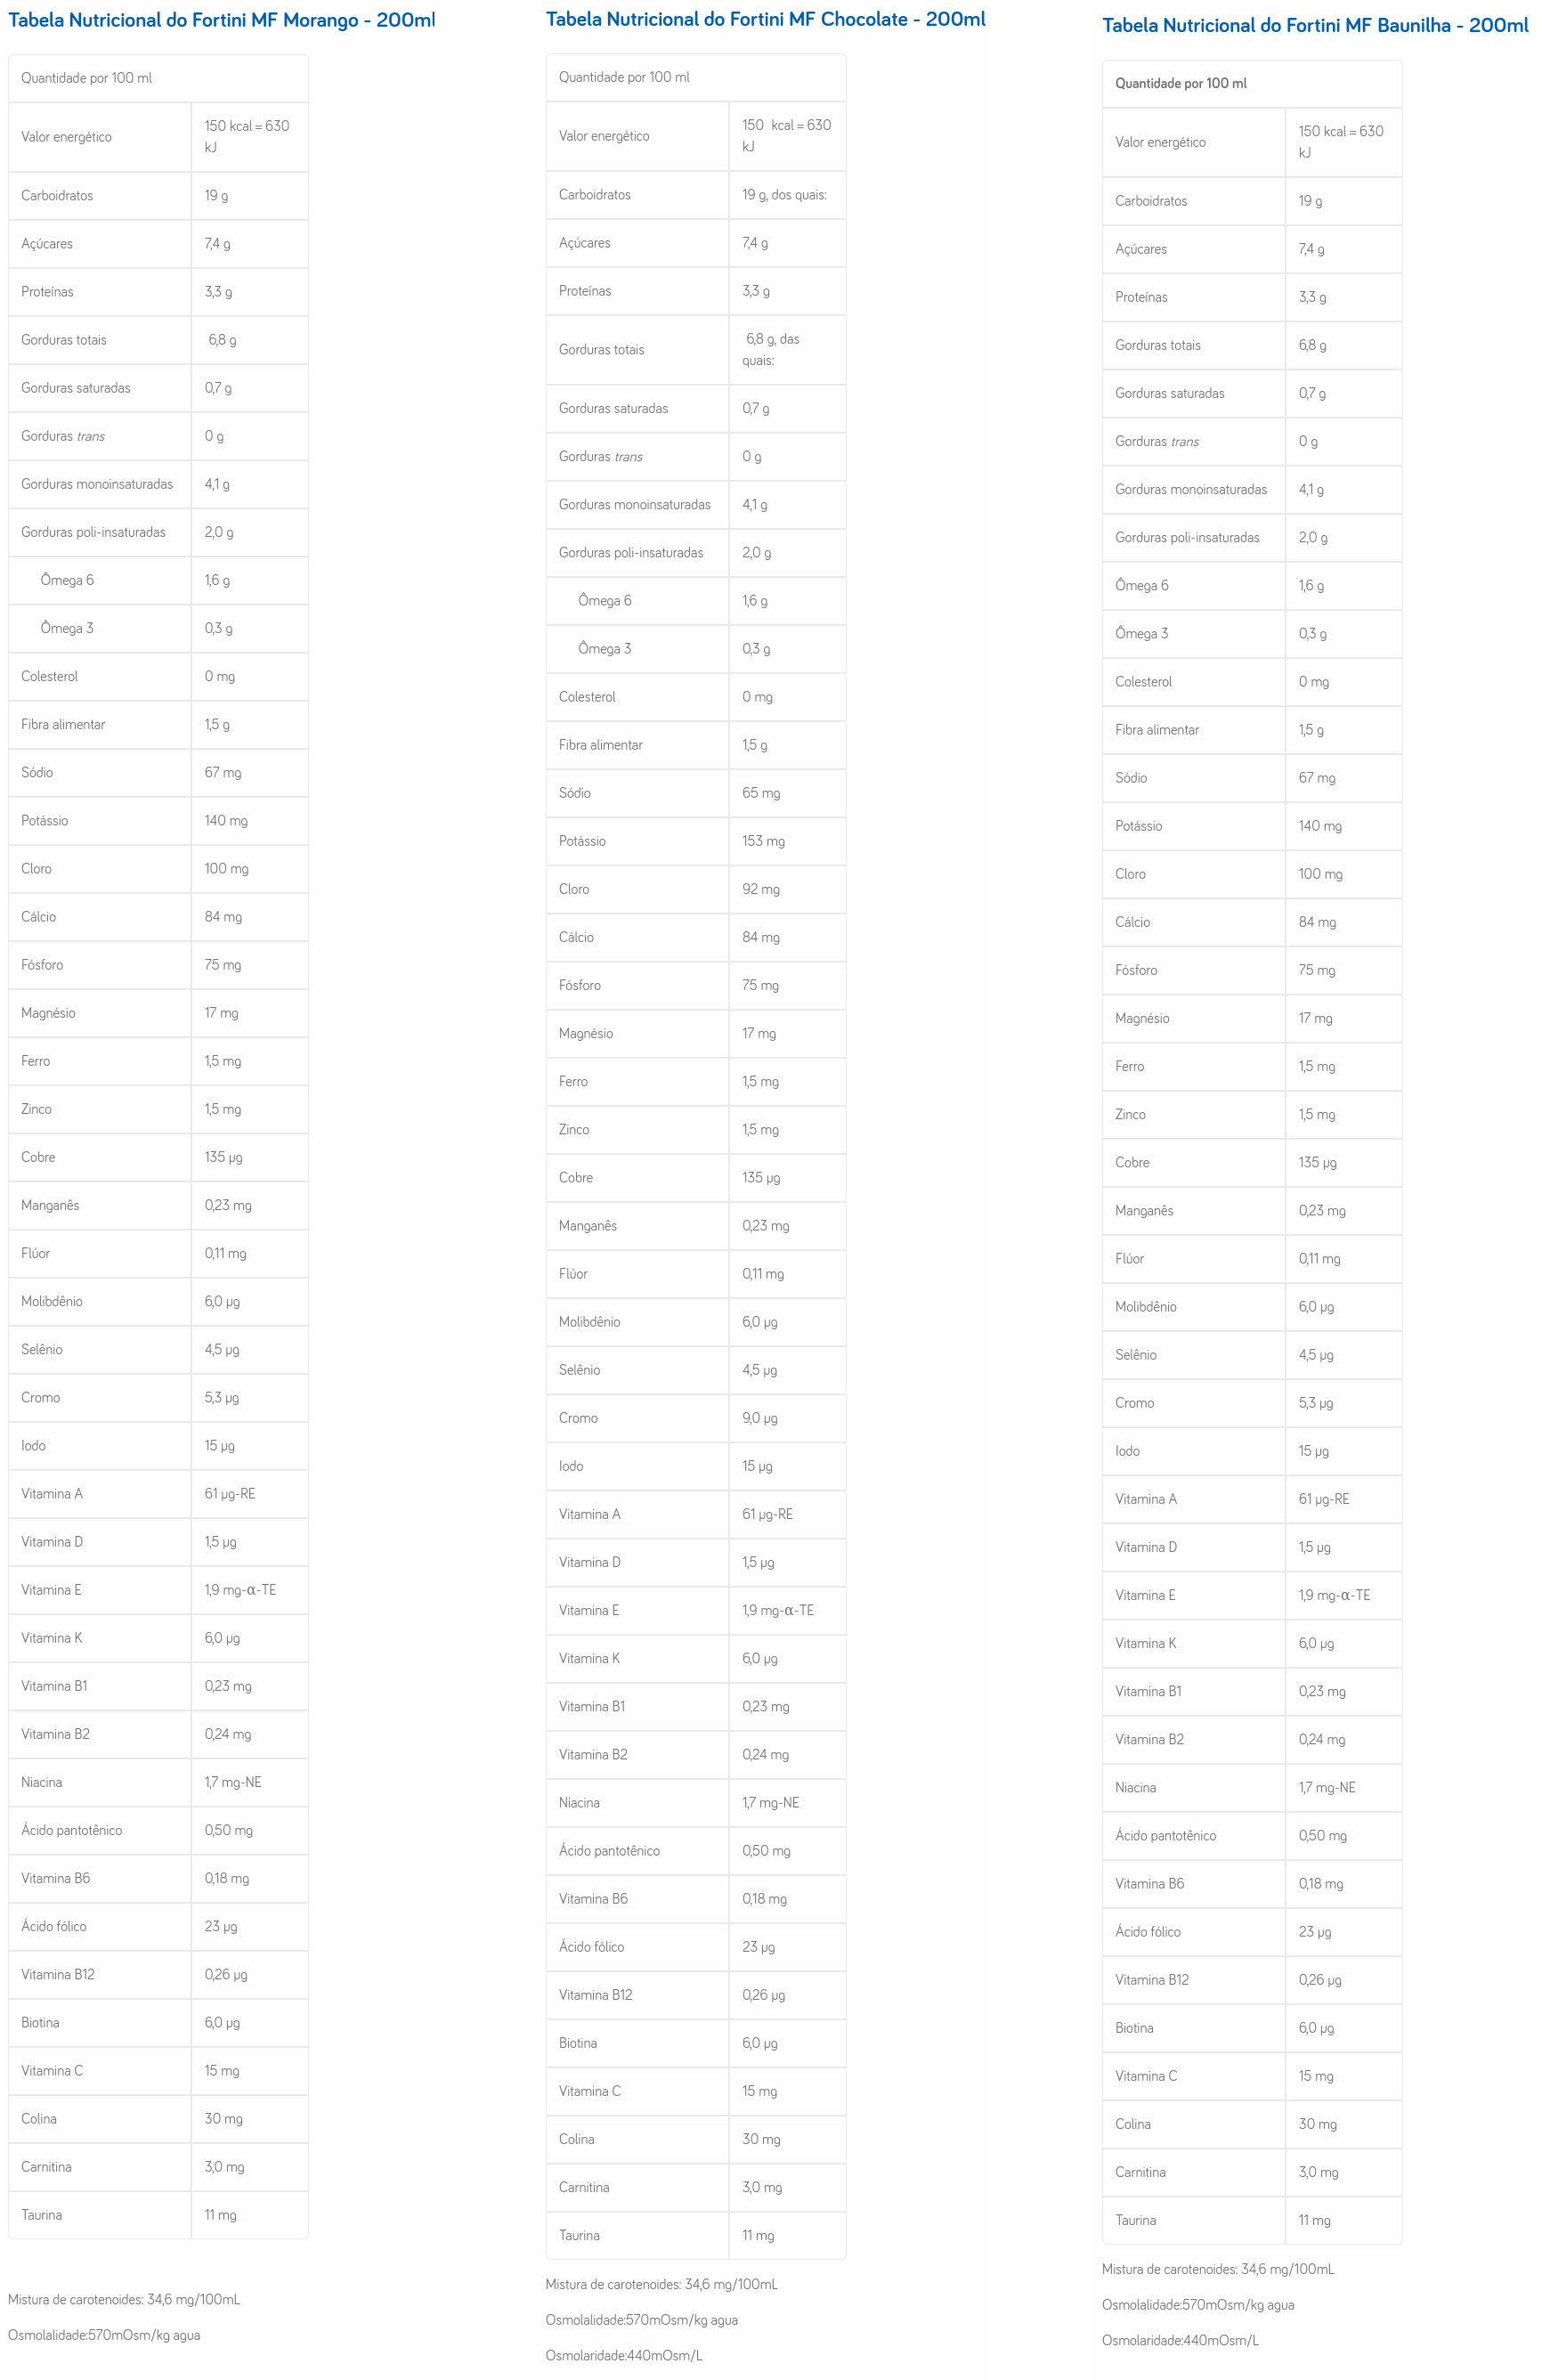 Tabela Nutricional do Fortini MF Morango - 200ml
Quantidade por 100 ml
Valor energético 150 kcal = 630
kJ
Carboidratos 19 g
Açúcares 7,4 g
Proteínas 3,3 g
Gorduras totais 6,8 g
Gorduras saturadas 0,7 g
Gorduras trans 0 g
Gorduras monoinsaturadas 4,1 g
Gorduras poli-insaturadas 2,0 g
Ômega 6 1,6 g
Ômega 3 0,3 g
Colesterol 0 mg
Fibra alimentar 1,5 g
Sódio 67 mg
Potássio 140 mg
Cloro 100 mg
Cálcio 84 mg
Fósforo 75 mg
Magnésio 17 mg
Ferro 1,5 mg
Zinco 1,5 mg
Cobre 135 µg
Manganês 0,23 mg
Flúor 0,11 mg
Molibdênio 6,0 µg
Selênio 4,5 µg
Cromo 5,3 µg
Iodo 15 µg
Vitamina A 61 µg-RE
Vitamina D 1,5 µg
Vitamina E 1,9 mg-α-TE
Vitamina K 6,0 µg
Vitamina B1 0,23 mg
Vitamina B2 0,24 mg
Niacina 1,7 mg-NE
Ácido pantotênico 0,50 mg
Vitamina B6 0,18 mg
Ácido fólico 23 µg
Vitamina B12 0,26 µg
Biotina 6,0 µg
Vitamina C 15 mg
Colina 30 mg
Carnitina 3,0 mg
Taurina 11 mg
Mistura de carotenoides: 34,6 mg/100mL
Osmolalidade:570mOsm/kg agua
Tabela Nutricional do Fortini MF Chocolate - 200ml
Quantidade por 100 ml
Valor energético 150 kcal = 630
kJ
Carboidratos 19 g, dos quais:
Açúcares 7,4 g
Proteínas 3,3 g
Gorduras totais 6,8 g, das
quais:
Gorduras saturadas 0,7 g
Gorduras trans 0 g
Gorduras monoinsaturadas 4,1 g
Gorduras poli-insaturadas 2,0 g
Ômega 6 1,6 g
Ômega 3 0,3 g
Colesterol 0 mg
Fibra alimentar 1,5 g
Sódio 65 mg
Potássio 153 mg
Cloro 92 mg
Cálcio 84 mg
Fósforo 75 mg
Magnésio 17 mg
Ferro 1,5 mg
Zinco 1,5 mg
Cobre 135 µg
Manganês 0,23 mg
Flúor 0,11 mg
Molibdênio 6,0 µg
Selênio 4,5 µg
Cromo 9,0 µg
Iodo 15 µg
Vitamina A 61 µg-RE
Vitamina D 1,5 µg
Vitamina E 1,9 mg-α-TE
Vitamina K 6,0 µg
Vitamina B1 0,23 mg
Vitamina B2 0,24 mg
Niacina 1,7 mg-NE
Ácido pantotênico 0,50 mg
Vitamina B6 0,18 mg
Ácido fólico 23 µg
Vitamina B12 0,26 µg
Biotina 6,0 µg
Vitamina C 15 mg
Colina 30 mg
Carnitina 3,0 mg
Taurina 11 mg
Mistura de carotenoides: 34,6 mg/100mL
Osmolalidade:570mOsm/kg agua
Osmolaridade:440mOsm/L
Tabela Nutricional do Fortini MF Baunilha - 200ml
Quantidade por 100 ml
Valor energético 150 kcal = 630
kJ
Carboidratos 19 g
Açúcares 7,4 g
Proteínas 3,3 g
Gorduras totais 6,8 g
Gorduras saturadas 0,7 g
Gorduras trans 0 g
Gorduras monoinsaturadas 4,1 g
Gorduras poli-insaturadas 2,0 g
Ômega 6 1,6 g
Ômega 3 0,3 g
Colesterol 0 mg
Fibra alimentar 1,5 g
Sódio 67 mg
Potássio 140 mg
Cloro 100 mg
Cálcio 84 mg
Fósforo 75 mg
Magnésio 17 mg
Ferro 1,5 mg
Zinco 1,5 mg
Cobre 135 µg
Manganês 0,23 mg
Flúor 0,11 mg
Molibdênio 6,0 µg
Selênio 4,5 µg
Cromo 5,3 µg
Iodo 15 µg
Vitamina A 61 µg-RE
Vitamina D 1,5 µg
Vitamina E 1,9 mg-α-TE
Vitamina K 6,0 µg
Vitamina B1 0,23 mg
Vitamina B2 0,24 mg
Niacina 1,7 mg-NE
Ácido pantotênico 0,50 mg
Vitamina B6 0,18 mg
Ácido fólico 23 µg
Vitamina B12 0,26 µg
Biotina 6,0 µg
Vitamina C 15 mg
Colina 30 mg
Carnitina 3,0 mg
Taurina 11 mg
Mistura de carotenoides: 34,6 mg/100mL
Osmolalidade:570mOsm/kg agua
Osmolaridade:440mOsm/L